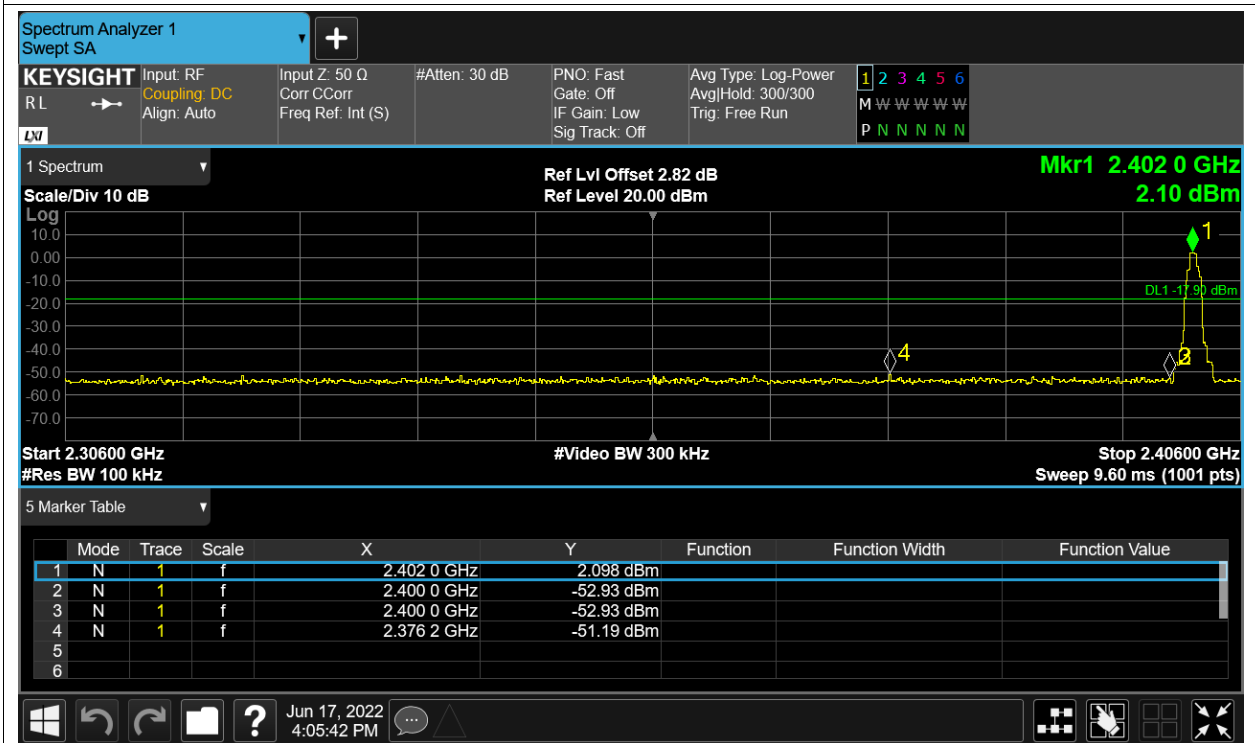 Spectrum Analyzer 1
Swept SA
KEYSIGHT
R L
LXI
Input: RF
Coupling: DC
Align: Auto
Input Z: 50 Ω
Corr CCorr
Freq Ref: Int (S)
#Atten: 30 dB
PNO: Fast
Gate: Off
IF Gain: Low
Sig Track: Off
Avg Type: Log-Power
Avg|Hold: 300/300
Trig: Free Run
1 2 3 4 5 6
M W W W W W
P N N N N N
1 Spectrum
Scale/Div 10 dB
Ref Lvl Offset 2.82 dB
Ref Level 20.00 dBm
Mkr1 2.402 0 GHz
2.10 dBm
Log
10.0
0.00
-10.0
-20.0
-30.0
-40.0
-50.0
-60.0
-70.0
1
DL1 -17.90 dBm
4
Start 2.30600 GHz
#Res BW 100 kHz
#Video BW 300 kHz
Stop 2.40600 GHz
Sweep 9.60 ms (1001 pts)
5 Marker Table
Mode Trace Scale X Y Function Function Width Function Value
1 N 1 f 2.402 0 GHz 2.098 dBm
2 N 1 f 2.400 0 GHz -52.93 dBm
3 N 1 f 2.400 0 GHz -52.93 dBm
4 N 1 f 2.376 2 GHz -51.19 dBm
5
6
?
Jun 17, 2022
4:05:42 PM